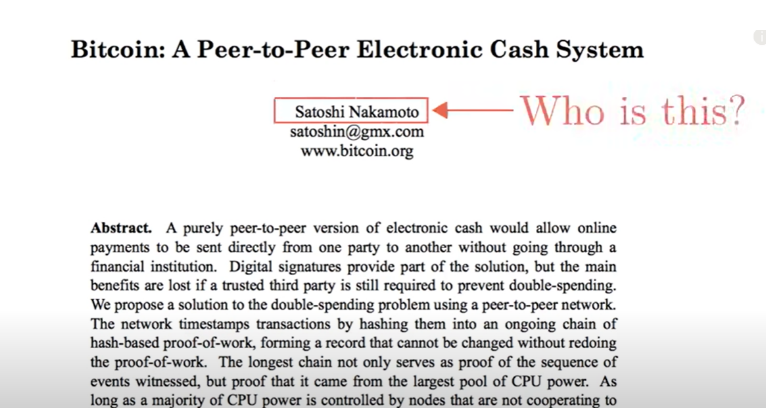 Bitcoin: A Peer-to-Peer Electronic Cash System
Satoshi Nakamoto
Who is this?
satoshin@gmx.com
www.bitcoin.org
Abstract. A purely peer-to-peer version of electronic cash would allow online
payments to be sent directly from one party to another without going through a
financial institution. Digital signatures provide part of the solution, but the main
benefits are lost if a trusted third party is still required to prevent double-spending.
We propose a solution to the double-spending problem using a peer-to-peer network.
The network timestamps transactions by hashing them into an ongoing chain of
hash-based proof-of-work, forming a record that cannot be changed without redoing
the proof-of-work. The longest chain not only serves as proof of the sequence of
events witnessed, but proof that it came from the largest pool of CPU power. As
long as a majority of CPU power is controlled by nodes that are not cooperating to